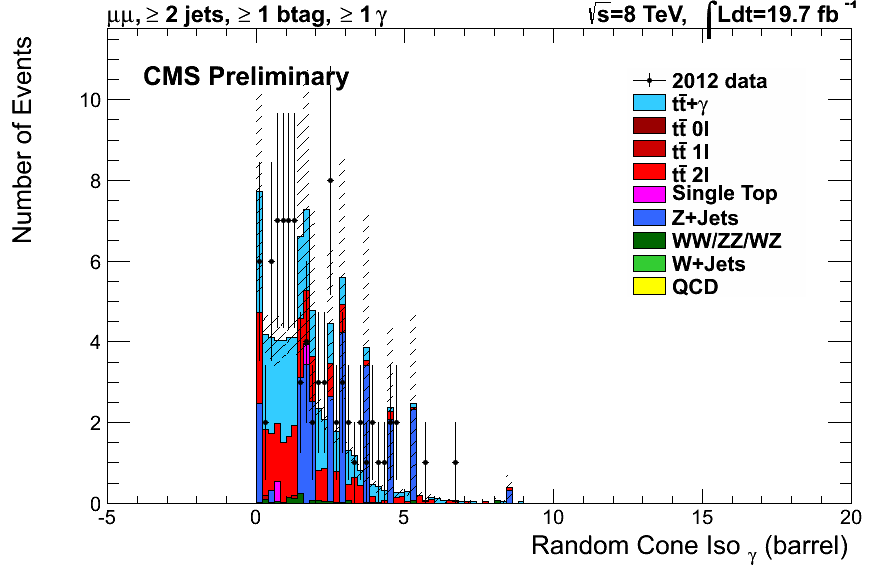 μμ, ≥ 2 jets, ≥ 1 btag, ≥ 1 γ
√s=8 TeV, ∫Ldt=19.7 fb⁻¹
CMS Preliminary
2012 data
tt̄+γ
tt̄ 0l
tt̄ 1l
tt̄ 2l
Single Top
Z+Jets
WW/ZZ/WZ
W+Jets
QCD
Number of Events
10
8
6
4
2
0
-5 0 5 10 15 20
Random Cone Iso γ (barrel)